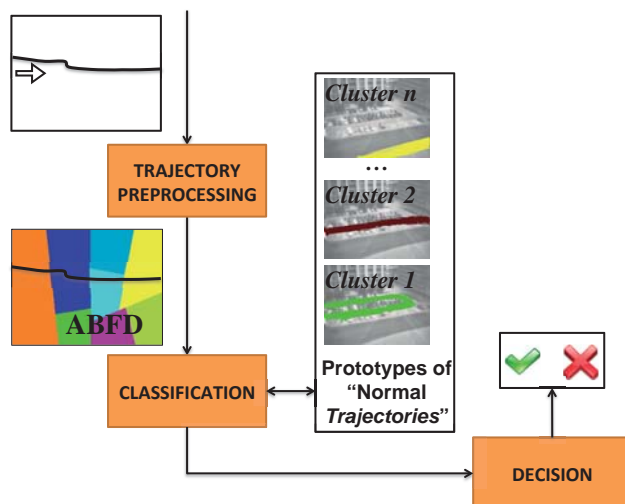 Cluster n
...
TRAJECTORY
PREPROCESSING
Cluster 2
Cluster 1
ABFD
Prototypes of
“Normal
Trajectories”
CLASSIFICATION
DECISION